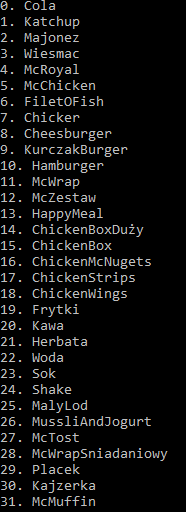 0. Cola
1. Katchup
2. Majonez
3. Wiesmac
4. McRoyal
5. McChicken
6. FiletOFish
7. Chicker
8. Cheesburger
9. KurczakBurger
10. Hamburger
11. McWrap
12. McZestaw
13. HappyMeal
14. ChickenBoxDuży
15. ChickenBox
16. ChickenMcNugets
17. ChickenStrips
18. ChickenWings
19. Frytki
20. Kawa
21. Herbata
22. Woda
23. Sok
24. Shake
25. MalyLod
26. MussliAndJogurt
27. McTost
28. McWrapSniadaniowy
29. Placek
30. Kajzerka
31. McMuffin